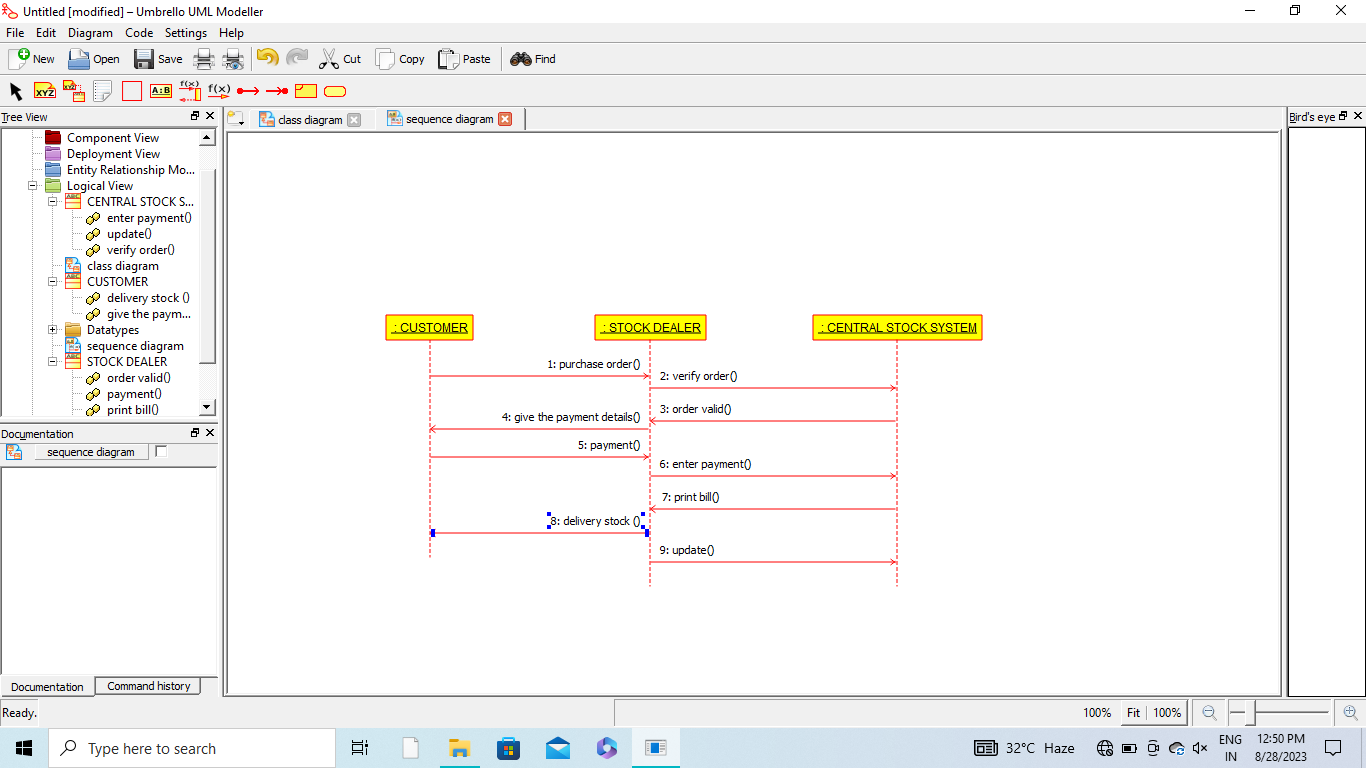 Untitled [modified] – Umbrello UML Modeller
File Edit Diagram Code Settings Help
New Open Save Cut Copy Paste Find
XYZ XYZ A:B f(x) f(x)
Tree View
class diagram
sequence diagram
Bird's eye
Component View
Deployment View
Entity Relationship Mo...
Logical View
CENTRAL STOCK S...
enter payment()
update()
verify order()
class diagram
CUSTOMER
delivery stock ()
give the paym...
Datatypes
sequence diagram
STOCK DEALER
order valid()
payment()
print bill()
: CUSTOMER
: STOCK DEALER
: CENTRAL STOCK SYSTEM
1: purchase order()
2: verify order()
3: order valid()
4: give the payment details()
5: payment()
6: enter payment()
7: print bill()
8: delivery stock ()
9: update()
Documentation
sequence diagram
Documentation Command history
Ready.
100% Fit 100%
Type here to search
32°C Haze
ENG
IN
12:50 PM
8/28/2023